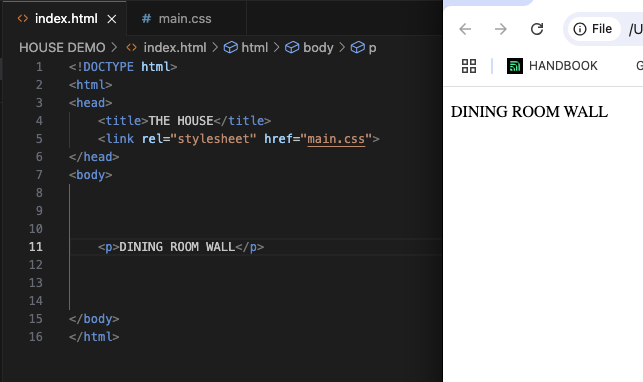 index.html
main.css
HOUSE DEMO > index.html > html > body > p
1 <!DOCTYPE html>
2 <html>
3 <head>
4 <title>THE HOUSE</title>
5 <link rel="stylesheet" href="main.css">
6 </head>
7 <body>
8
9
10
11 <p>DINING ROOM WALL</p>
12
13
14
15 </body>
16 </html>
File /U
HANDBOOK G
DINING ROOM WALL